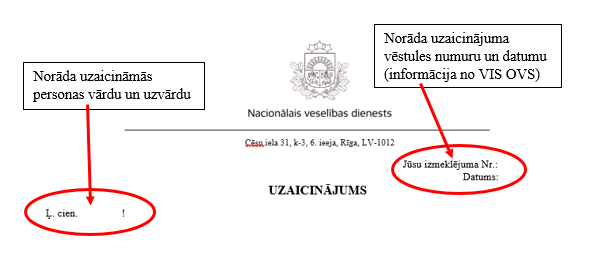 Norāda uzaicinājuma
vēstules numuru un datumu
(informācija no VIS OVS)
Norāda uzaicināmās
personas vārdu un uzvārdu
Nacionālais veselības dienests
Cēsu iela 31, k-3, 6. ieeja, Rīga, LV-1012
Jūsu izmeklējuma Nr.:
Datums:
UZAICINĀJUMS
Ļ. cien. !